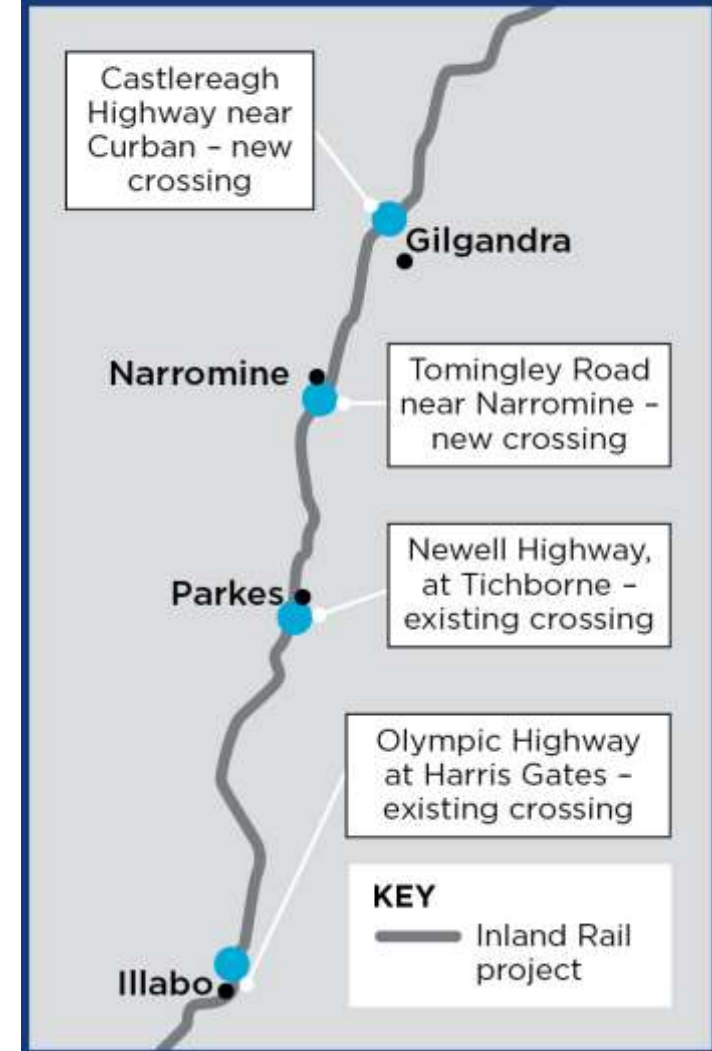 Castlereagh
Highway near
Curban – new
crossing
Gilgandra
Narromine
Tomingley Road
near Narromine –
new crossing
Newell Highway,
at Tichborne –
existing crossing
Parkes
Olympic Highway
at Harris Gates –
existing crossing
KEY
Inland Rail
project
Illabo